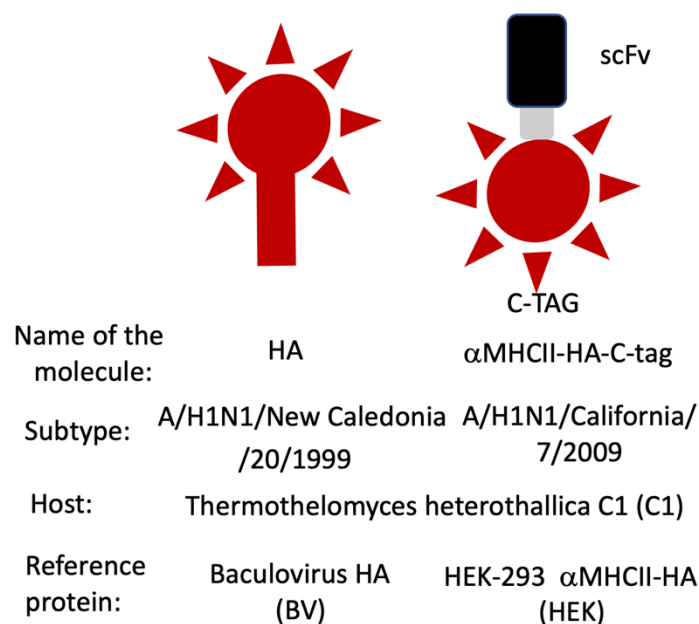 scFv
C-TAG
Name of the
molecule:
HA
αMHCII-HA-C-tag
Subtype:
A/H1N1/New Caledonia
/20/1999
A/H1N1/California/
7/2009
Host:
Thermothelomyces heterothallica C1 (C1)
Reference
protein:
Baculovirus HA
(BV)
HEK-293 αMHCII-HA
(HEK)